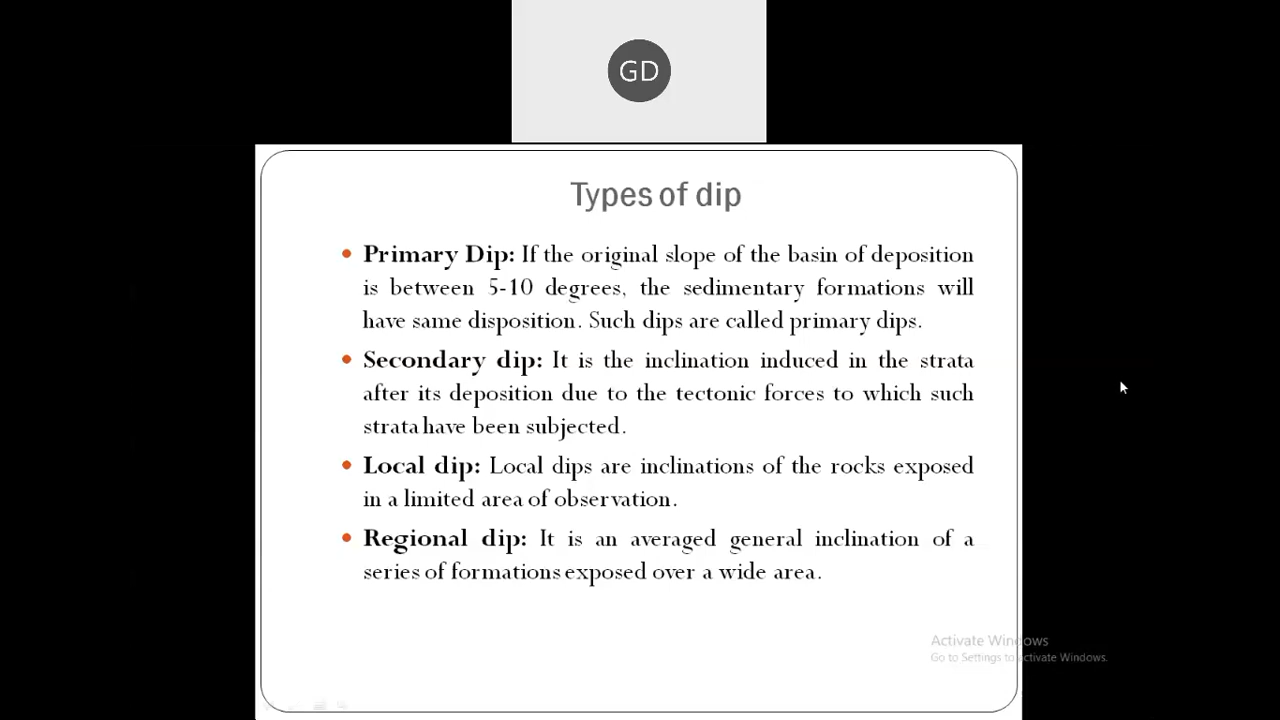 GD
Types of dip
• Primary Dip: If the original slope of the basin of deposition
is between 5-10 degrees, the sedimentary formations will
have same disposition. Such dips are called primary dips.
• Secondary dip: It is the inclination induced in the strata
after its deposition due to the tectonic forces to which such
strata have been subjected.
• Local dip: Local dips are inclinations of the rocks exposed
in a limited area of observation.
• Regional dip: It is an averaged general inclination of a
series of formations exposed over a wide area.
Activate Windows
Go to Settings to activate Windows.